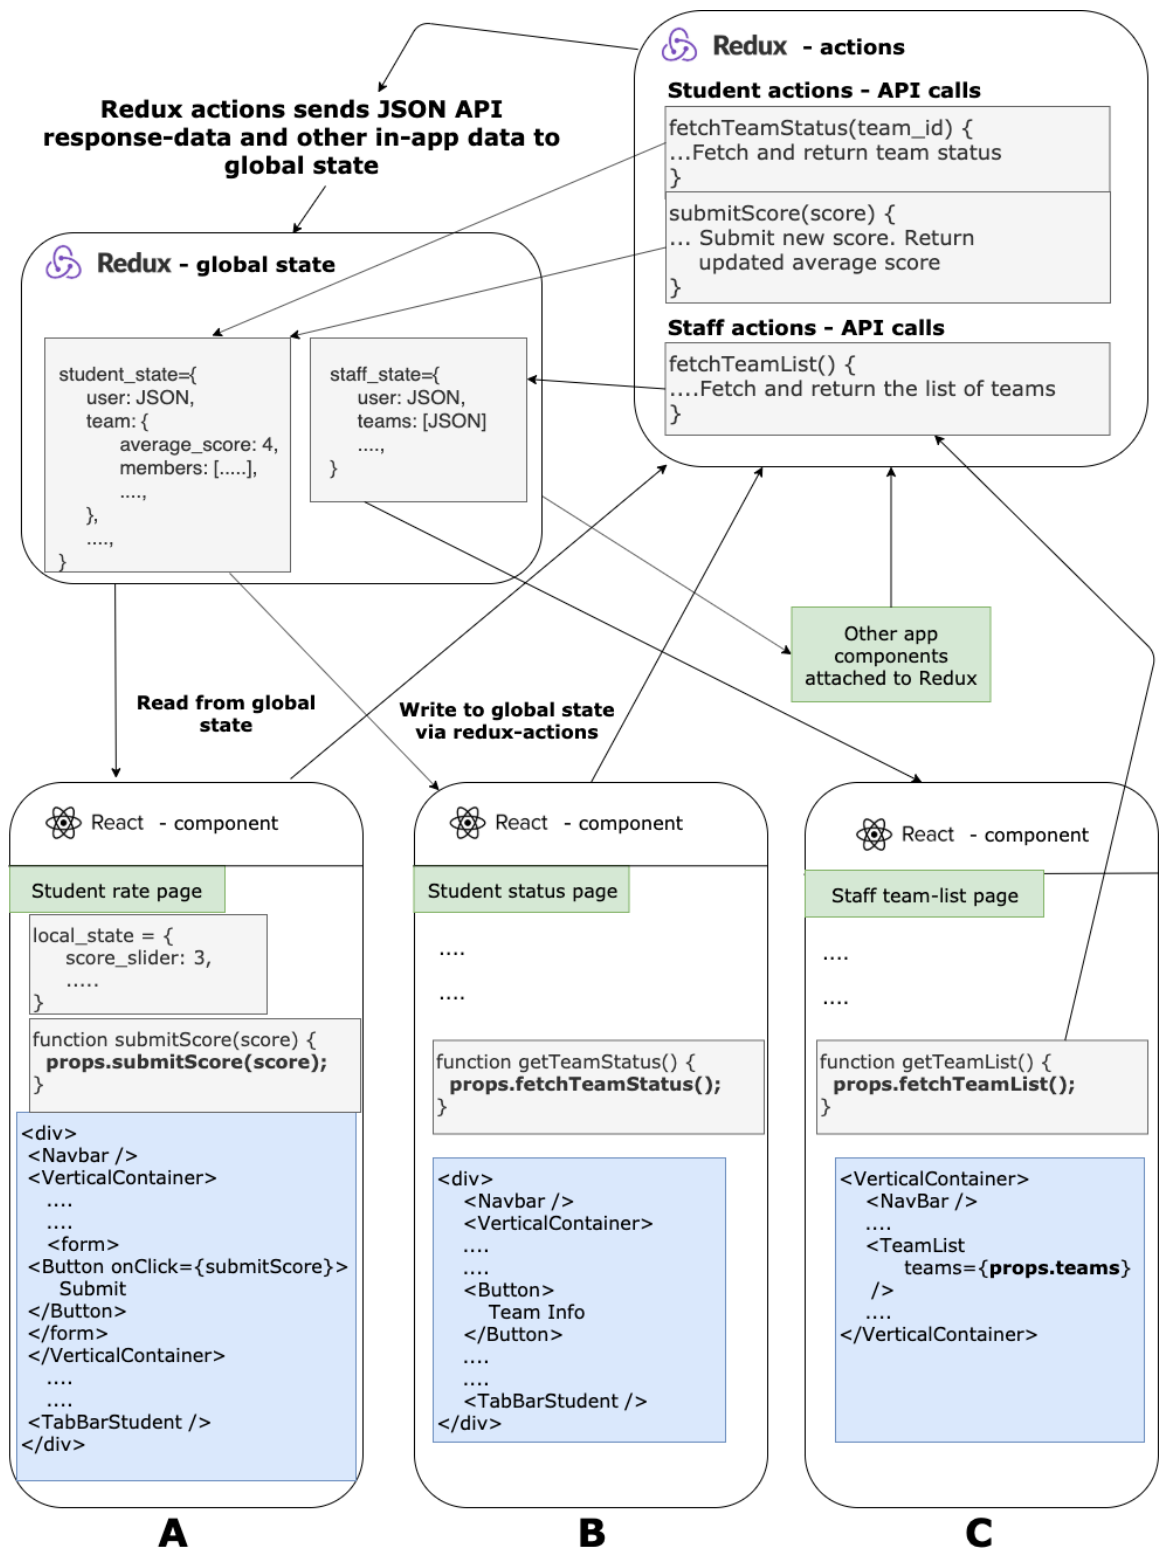 Redux - actions
Student actions - API calls
fetchTeamStatus(team_id) {
...Fetch and return team status
}
submitScore(score) {
... Submit new score. Return
updated average score
}
Staff actions - API calls
fetchTeamList() {
....Fetch and return the list of teams
}
Redux actions sends JSON API
response-data and other in-app data to
global state
Redux - global state
student_state={
user: JSON,
team: {
average_score: 4,
members: [.....],
....,
},
....,
}
staff_state={
user: JSON,
teams: [JSON]
....,
}
Other app
components
attached to Redux
Read from global
state
Write to global state
via redux-actions
React - component
Student rate page
local_state = {
score_slider: 3,
.....
}
function submitScore(score) {
props.submitScore(score);
}
<div>
<Navbar />
<VerticalContainer>
....
....
<form>
<Button onClick={submitScore}>
Submit
</Button>
</form>
</VerticalContainer>
....
....
<TabBarStudent />
</div>
A
React - component
Student status page
....
....
function getTeamStatus() {
props.fetchTeamStatus();
}
<div>
<Navbar />
<VerticalContainer>
....
....
<Button>
Team Info
</Button>
....
....
<TabBarStudent />
</div>
B
React - component
Staff team-list page
....
....
function getTeamList() {
props.fetchTeamList();
}
<VerticalContainer>
<NavBar />
....
<TeamList
teams={props.teams}
/>
....
</VerticalContainer>
C